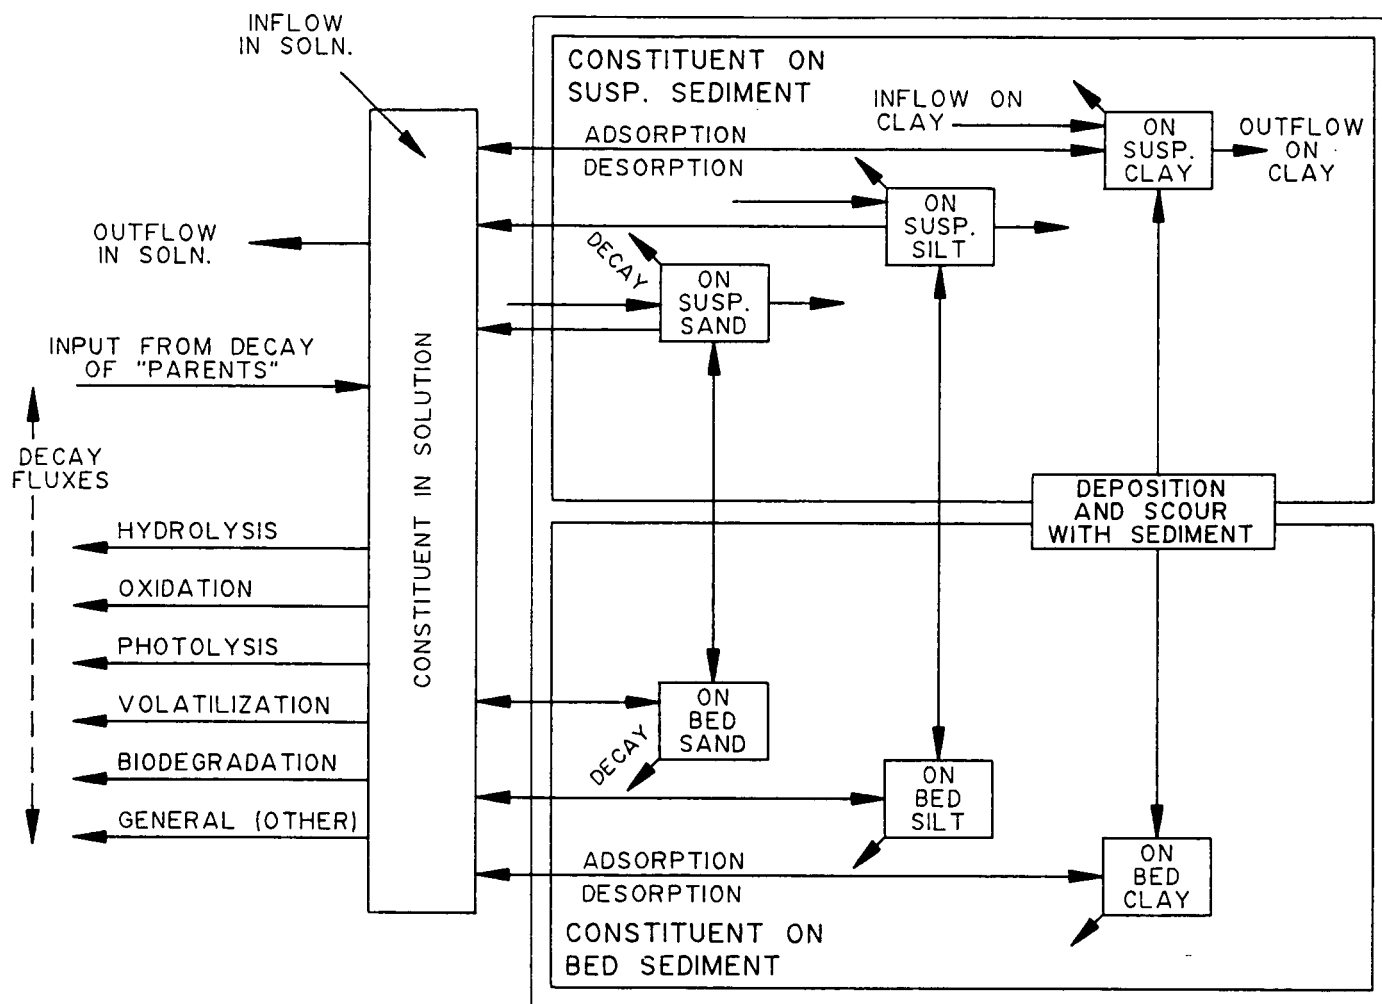 INFLOW
IN SOLN.
CONSTITUENT ON
SUSP. SEDIMENT
INFLOW ON
CLAY
ON
SUSP.
CLAY
OUTFLOW
ON
CLAY
ADSORPTION
DESORPTION
ON
SUSP.
SILT
OUTFLOW
IN SOLN.
DECAY
ON
SUSP.
SAND
INPUT FROM DECAY
OF "PARENTS"
CONSTITUENT IN SOLUTION
DECAY
FLUXES
DEPOSITION
AND SCOUR
WITH SEDIMENT
HYDROLYSIS
OXIDATION
PHOTOLYSIS
VOLATILIZATION
BIODEGRADATION
GENERAL (OTHER)
ON
BED
SAND
DECAY
ON
BED
SILT
ADSORPTION
DESORPTION
ON
BED
CLAY
CONSTITUENT ON
BED SEDIMENT